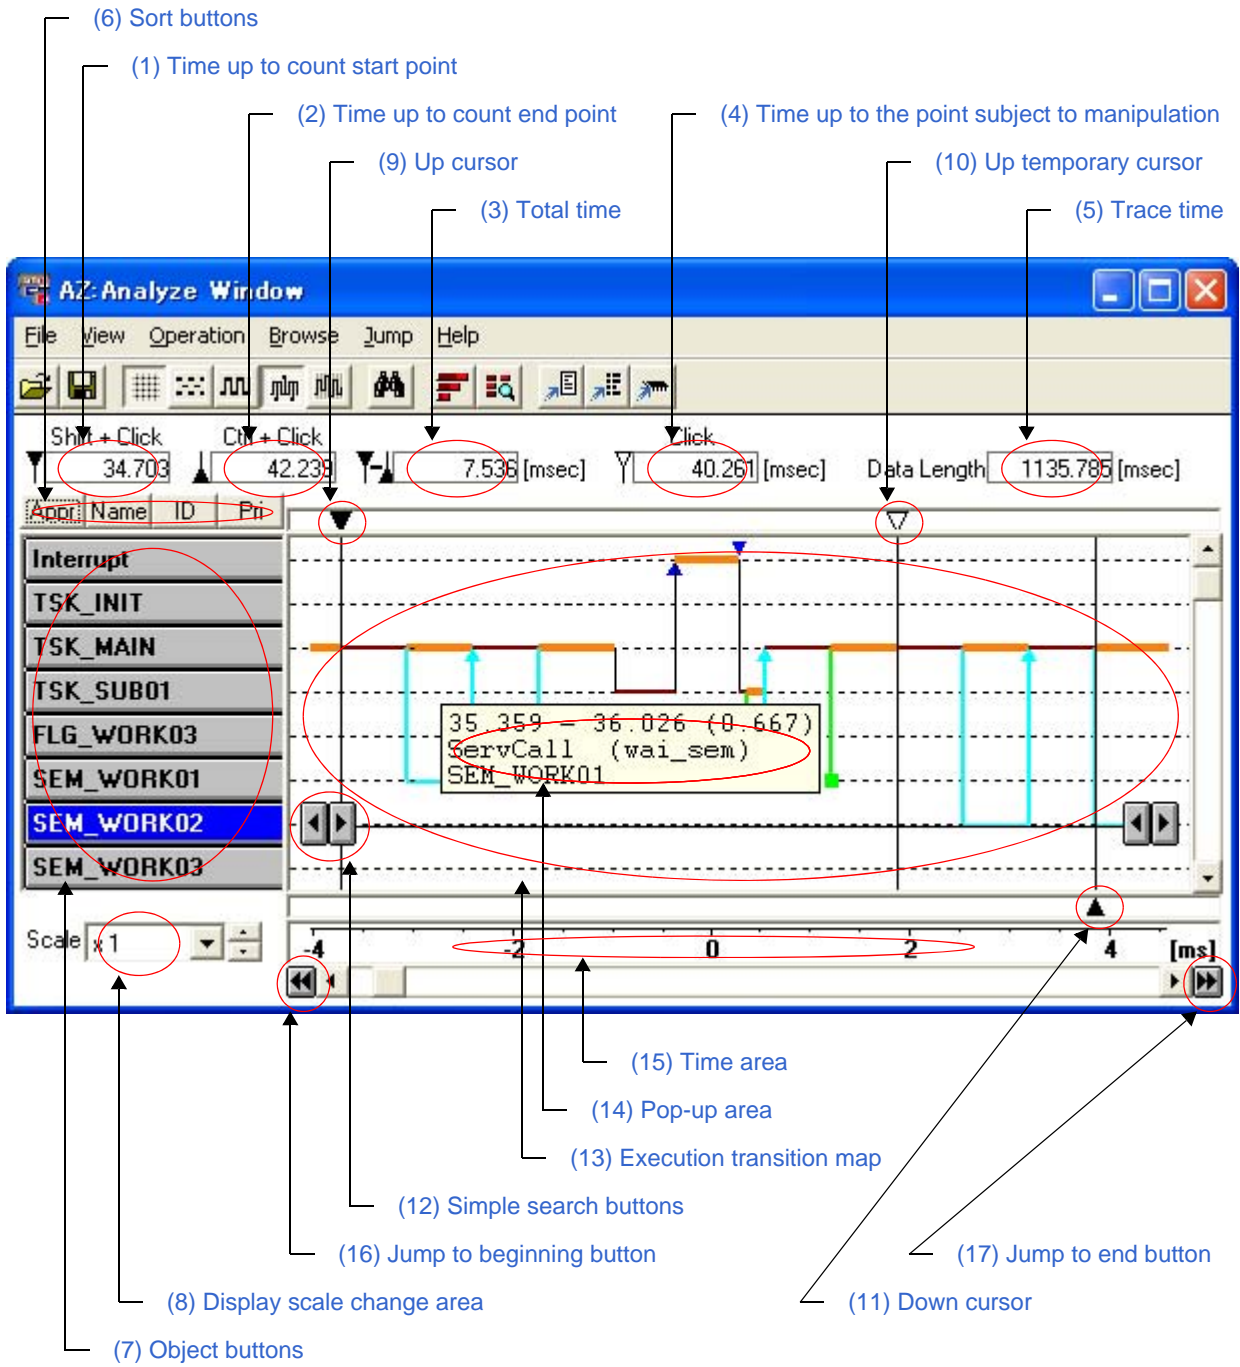 (6) Sort buttons
(1) Time up to count start point
(2) Time up to count end point
(4) Time up to the point subject to manipulation
(9) Up cursor
(10) Up temporary cursor
(3) Total time
(5) Trace time
AZ:Analyze Window
File View Operation Browse Jump Help
Shift + Click Ctrl + Click Click
34.703 42.239 7.536 [msec] 40.261 [msec] Data Length 1135.785 [msec]
Appr Name ID Pri
Interrupt
TSK_INIT
TSK_MAIN
TSK_SUB01
FLG_WORK03
SEM_WORK01
SEM_WORK02
SEM_WORK03
35.359 – 36.026 (0.667)
ServCall (wai_sem)
SEM_WORK01
Scale x 1
-4 -2 0 2 4 [ms]
(15) Time area
(14) Pop-up area
(13) Execution transition map
(12) Simple search buttons
(16) Jump to beginning button
(17) Jump to end button
(8) Display scale change area
(11) Down cursor
(7) Object buttons